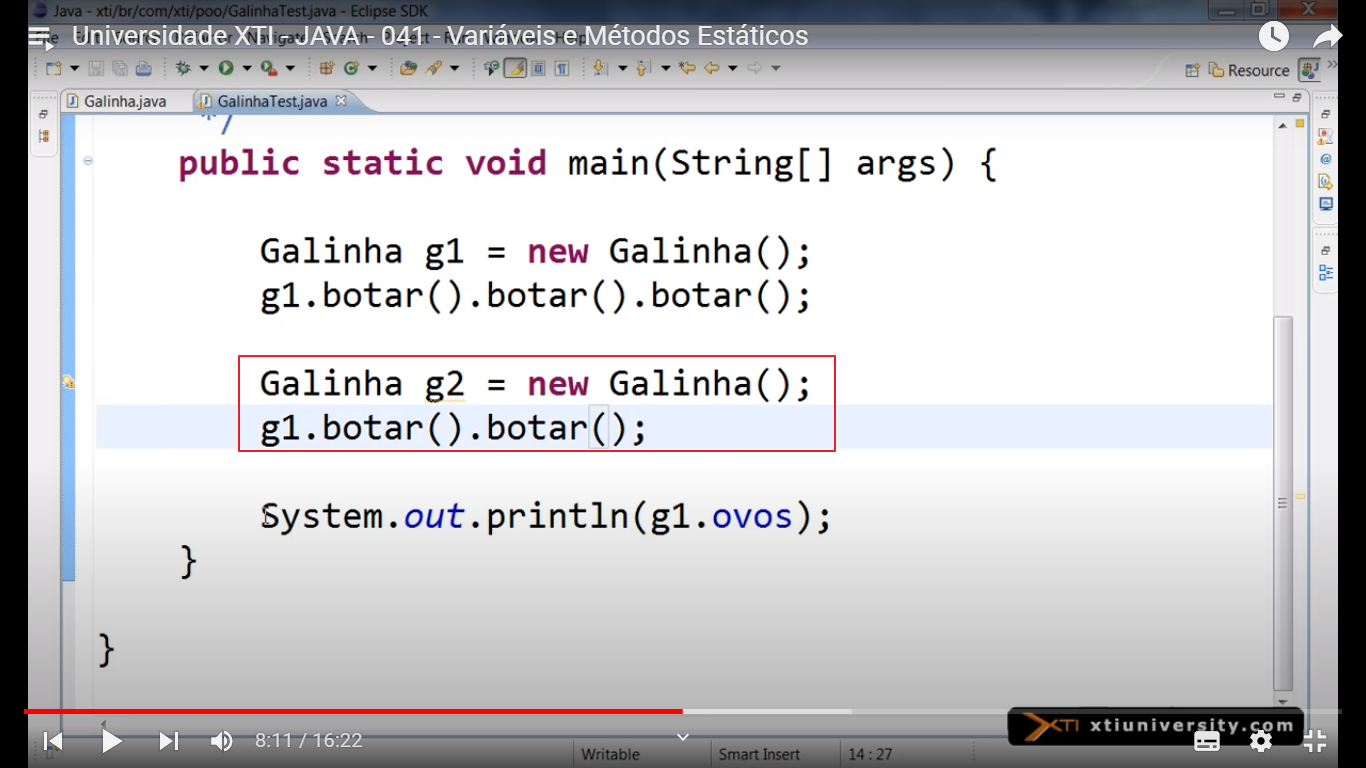 Java - xti/br/com/xti/poo/GalinhaTest.java - Eclipse SDK
Universidade XTI - JAVA - 041 - Variáveis e Métodos Estáticos
Resource
Galinha.java
GalinhaTest.java
*/
public static void main(String[] args) {
Galinha g1 = new Galinha();
g1.botar().botar().botar();
Galinha g2 = new Galinha();
g1.botar().botar();
System.out.println(g1.ovos);
}
}
XTI xtiuniversity.com
8:11 / 16:22
Writable
Smart Insert
14 : 27